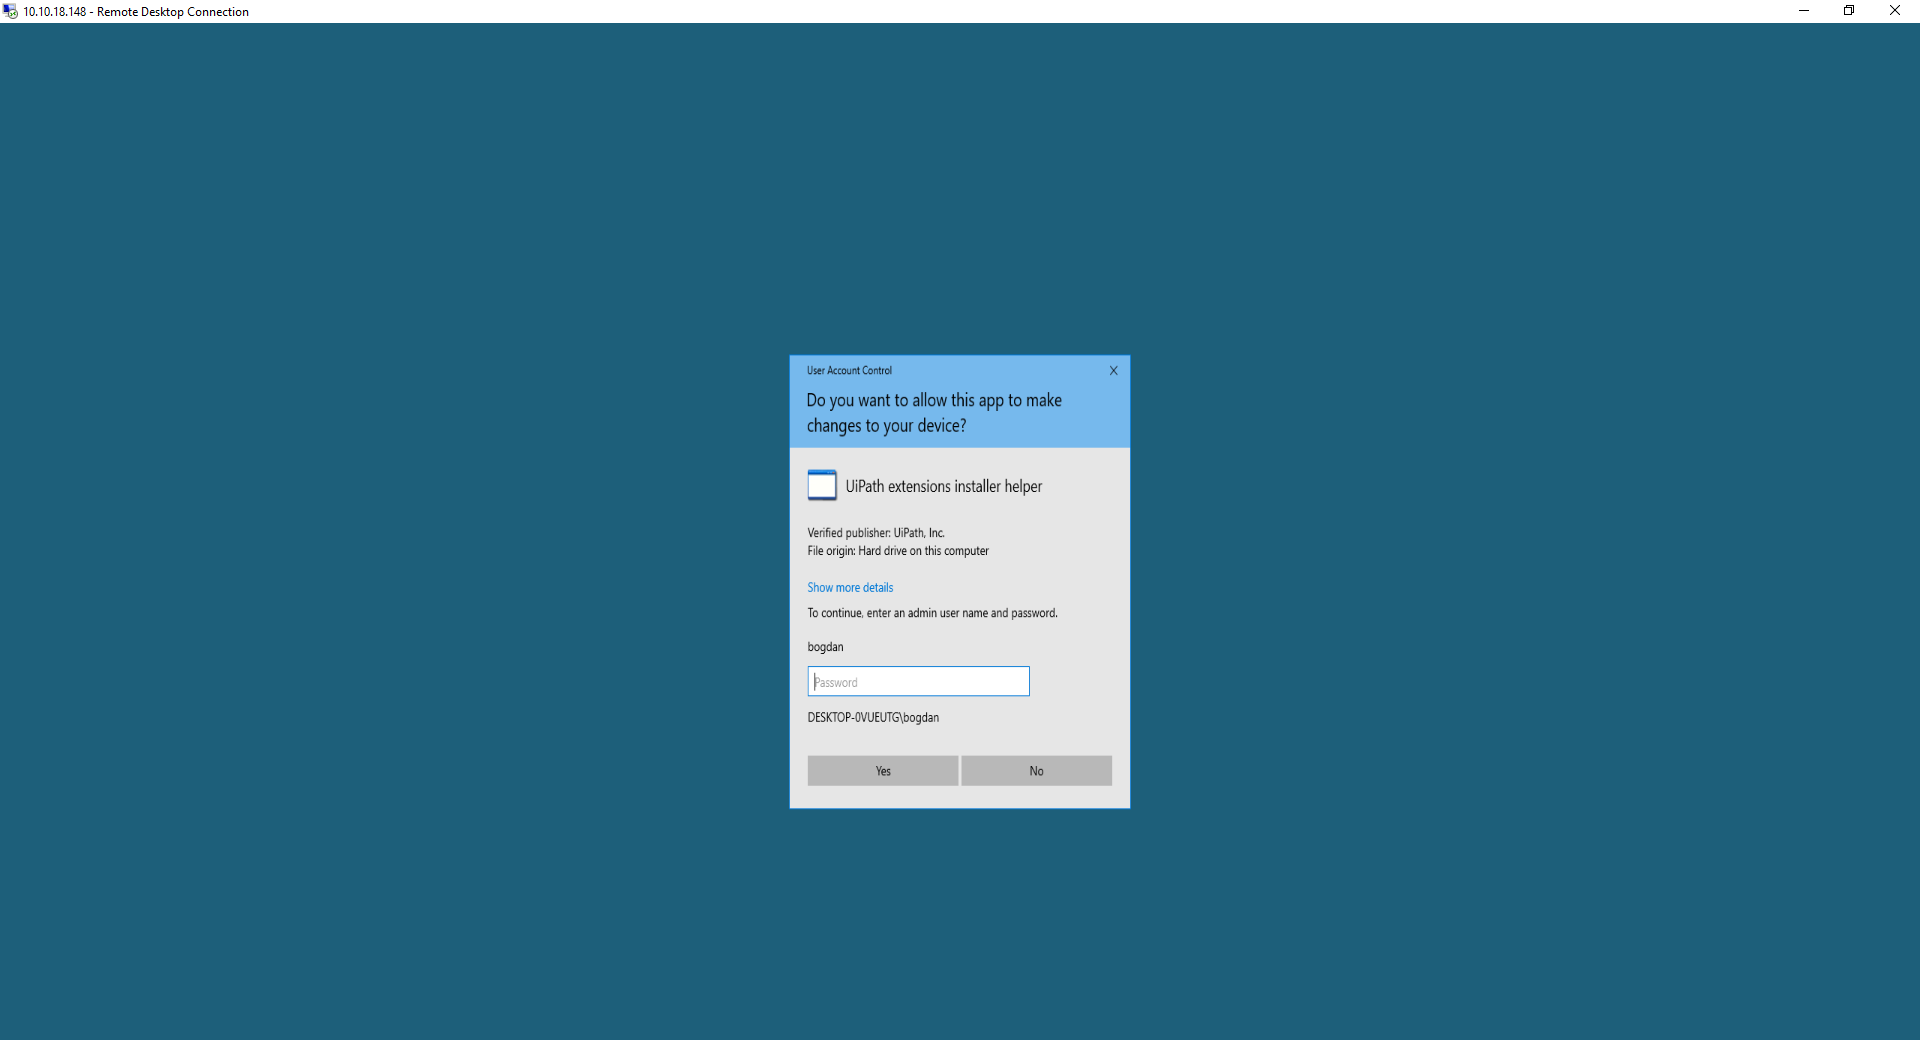 10.10.18.148 - Remote Desktop Connection
User Account Control
Do you want to allow this app to make
changes to your device?
UiPath extensions installer helper
Verified publisher: UiPath, Inc.
File origin: Hard drive on this computer
Show more details
To continue, enter an admin user name and password.
bogdan
Password
DESKTOP-0VUEUTG\bogdan
Yes No